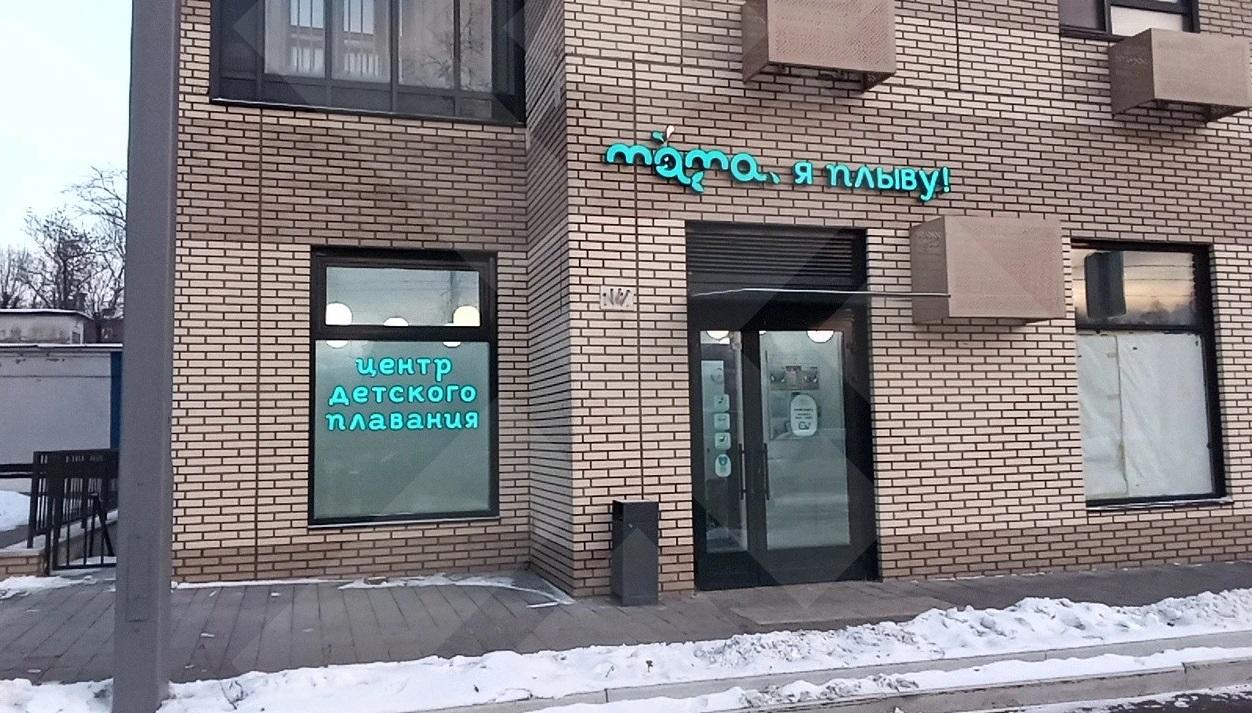 мама, я плыву!
центр
детского
плавания